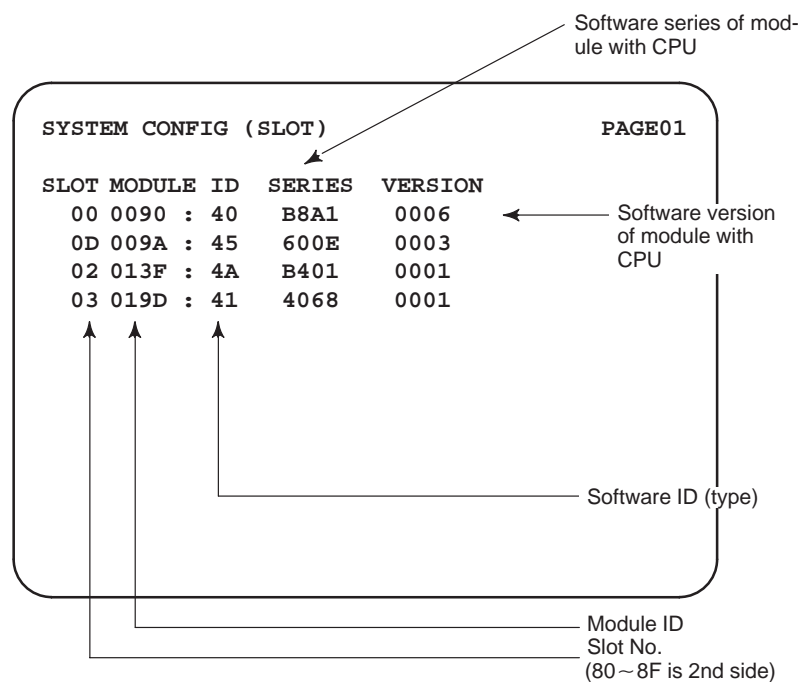 Software series of mod-
ule with CPU
SYSTEM CONFIG (SLOT) PAGE01
SLOT MODULE ID SERIES VERSION
00 0090 : 40 B8A1 0006
0D 009A : 45 600E 0003
02 013F : 4A B401 0001
03 019D : 41 4068 0001
Software version
of module with
CPU
Software ID (type)
Module ID
Slot No.
(80∼8F is 2nd side)